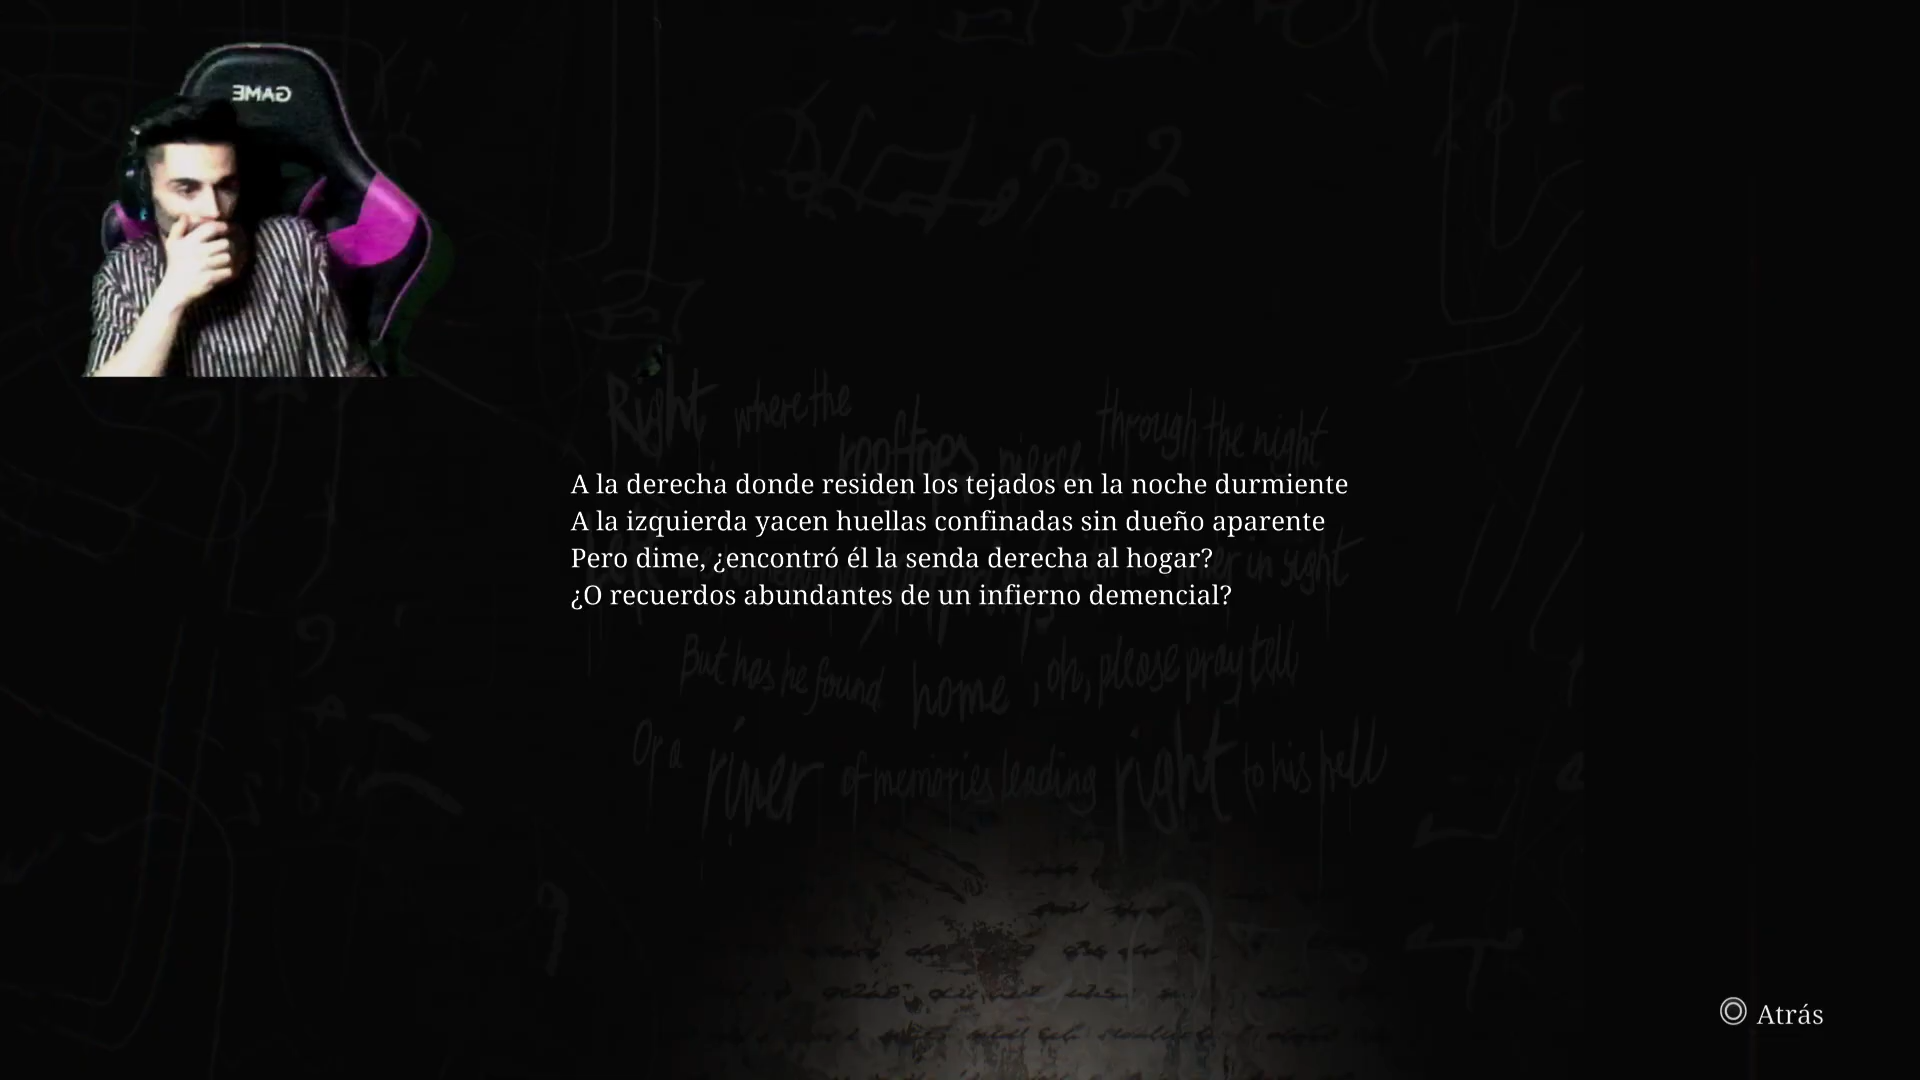 GAME
Right where the rooftops pierce through the night
A la derecha donde residen los tejados en la noche durmiente
A la izquierda yacen huellas confinadas sin dueño aparente
Pero dime, ¿encontró él la senda derecha al hogar?
¿O recuerdos abundantes de un infierno demencial?
in sight
But has he found home, oh, please pray tell
Or a river of memories leading right to his hell
Atrás